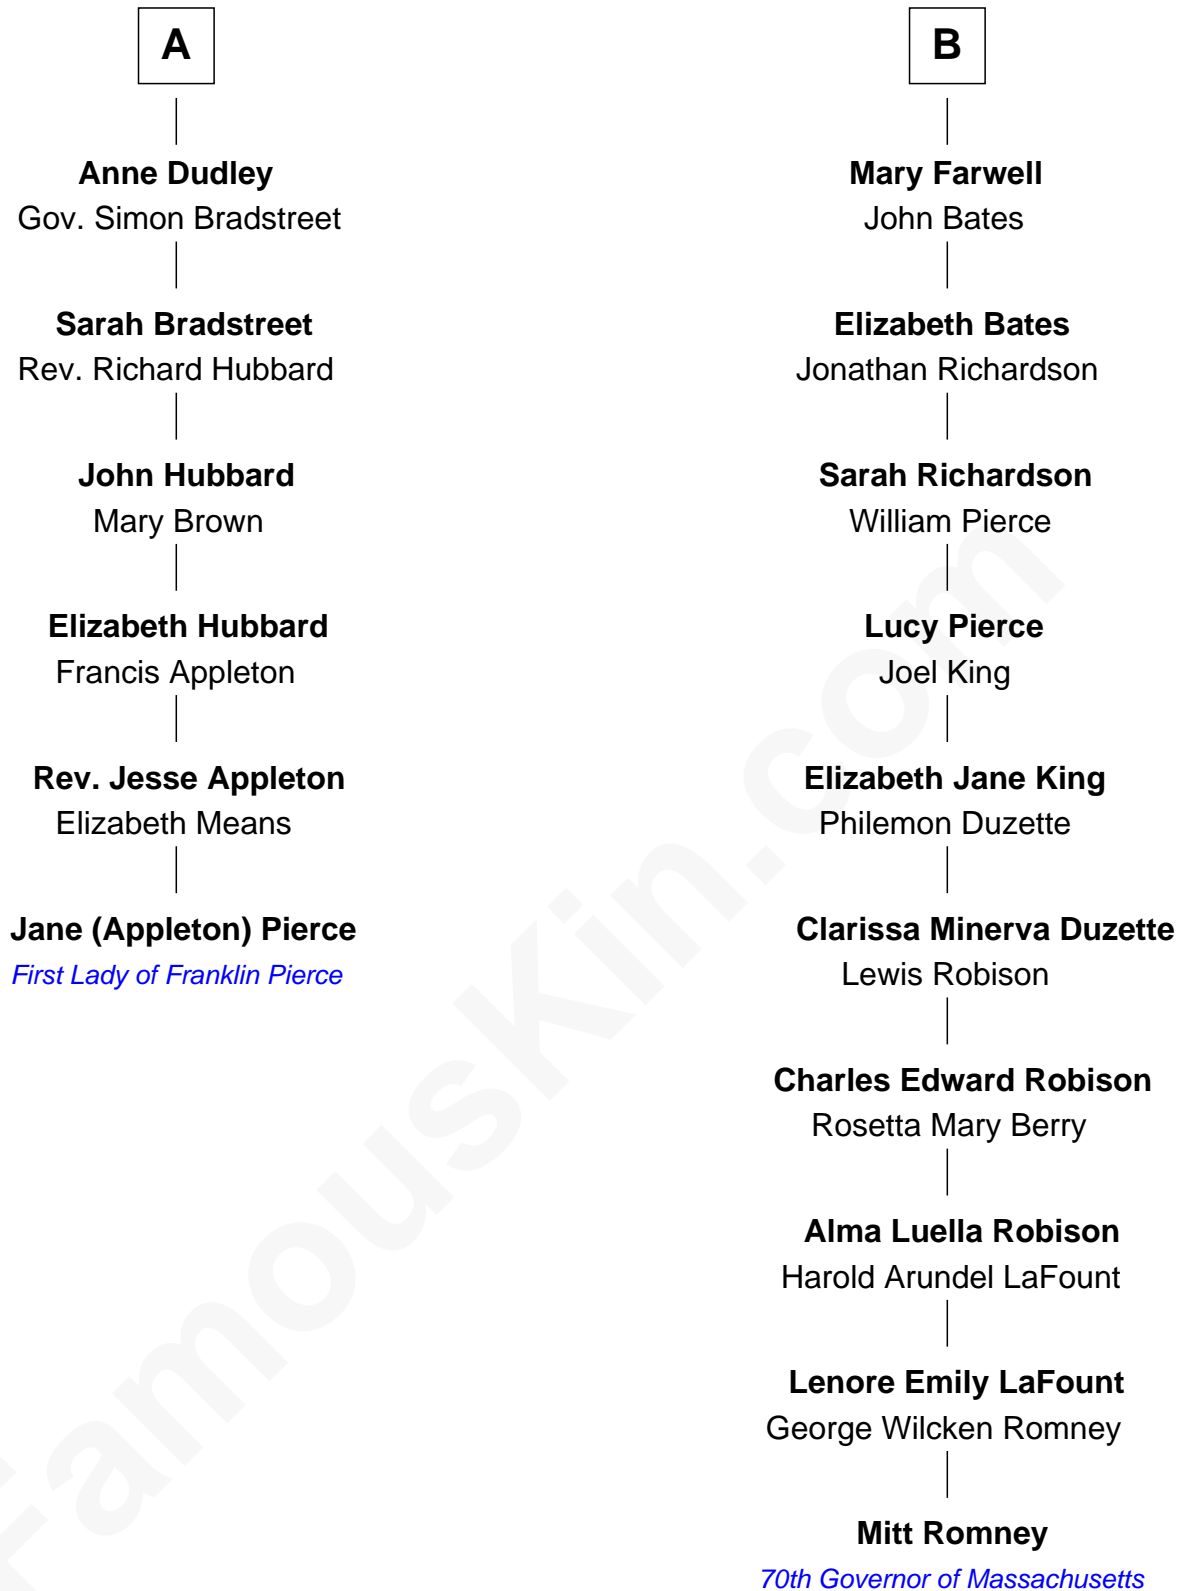 A
Anne Dudley
Gov. Simon Bradstreet
Sarah Bradstreet
Rev. Richard Hubbard
John Hubbard
Mary Brown
Elizabeth Hubbard
Francis Appleton
Rev. Jesse Appleton
Elizabeth Means
Jane (Appleton) Pierce
First Lady of Franklin Pierce
B
Mary Farwell
John Bates
Elizabeth Bates
Jonathan Richardson
Sarah Richardson
William Pierce
Lucy Pierce
Joel King
Elizabeth Jane King
Philemon Duzette
Clarissa Minerva Duzette
Lewis Robison
Charles Edward Robison
Rosetta Mary Berry
Alma Luella Robison
Harold Arundel LaFount
Lenore Emily LaFount
George Wilcken Romney
Mitt Romney
70th Governor of Massachusetts
FamousKin.com